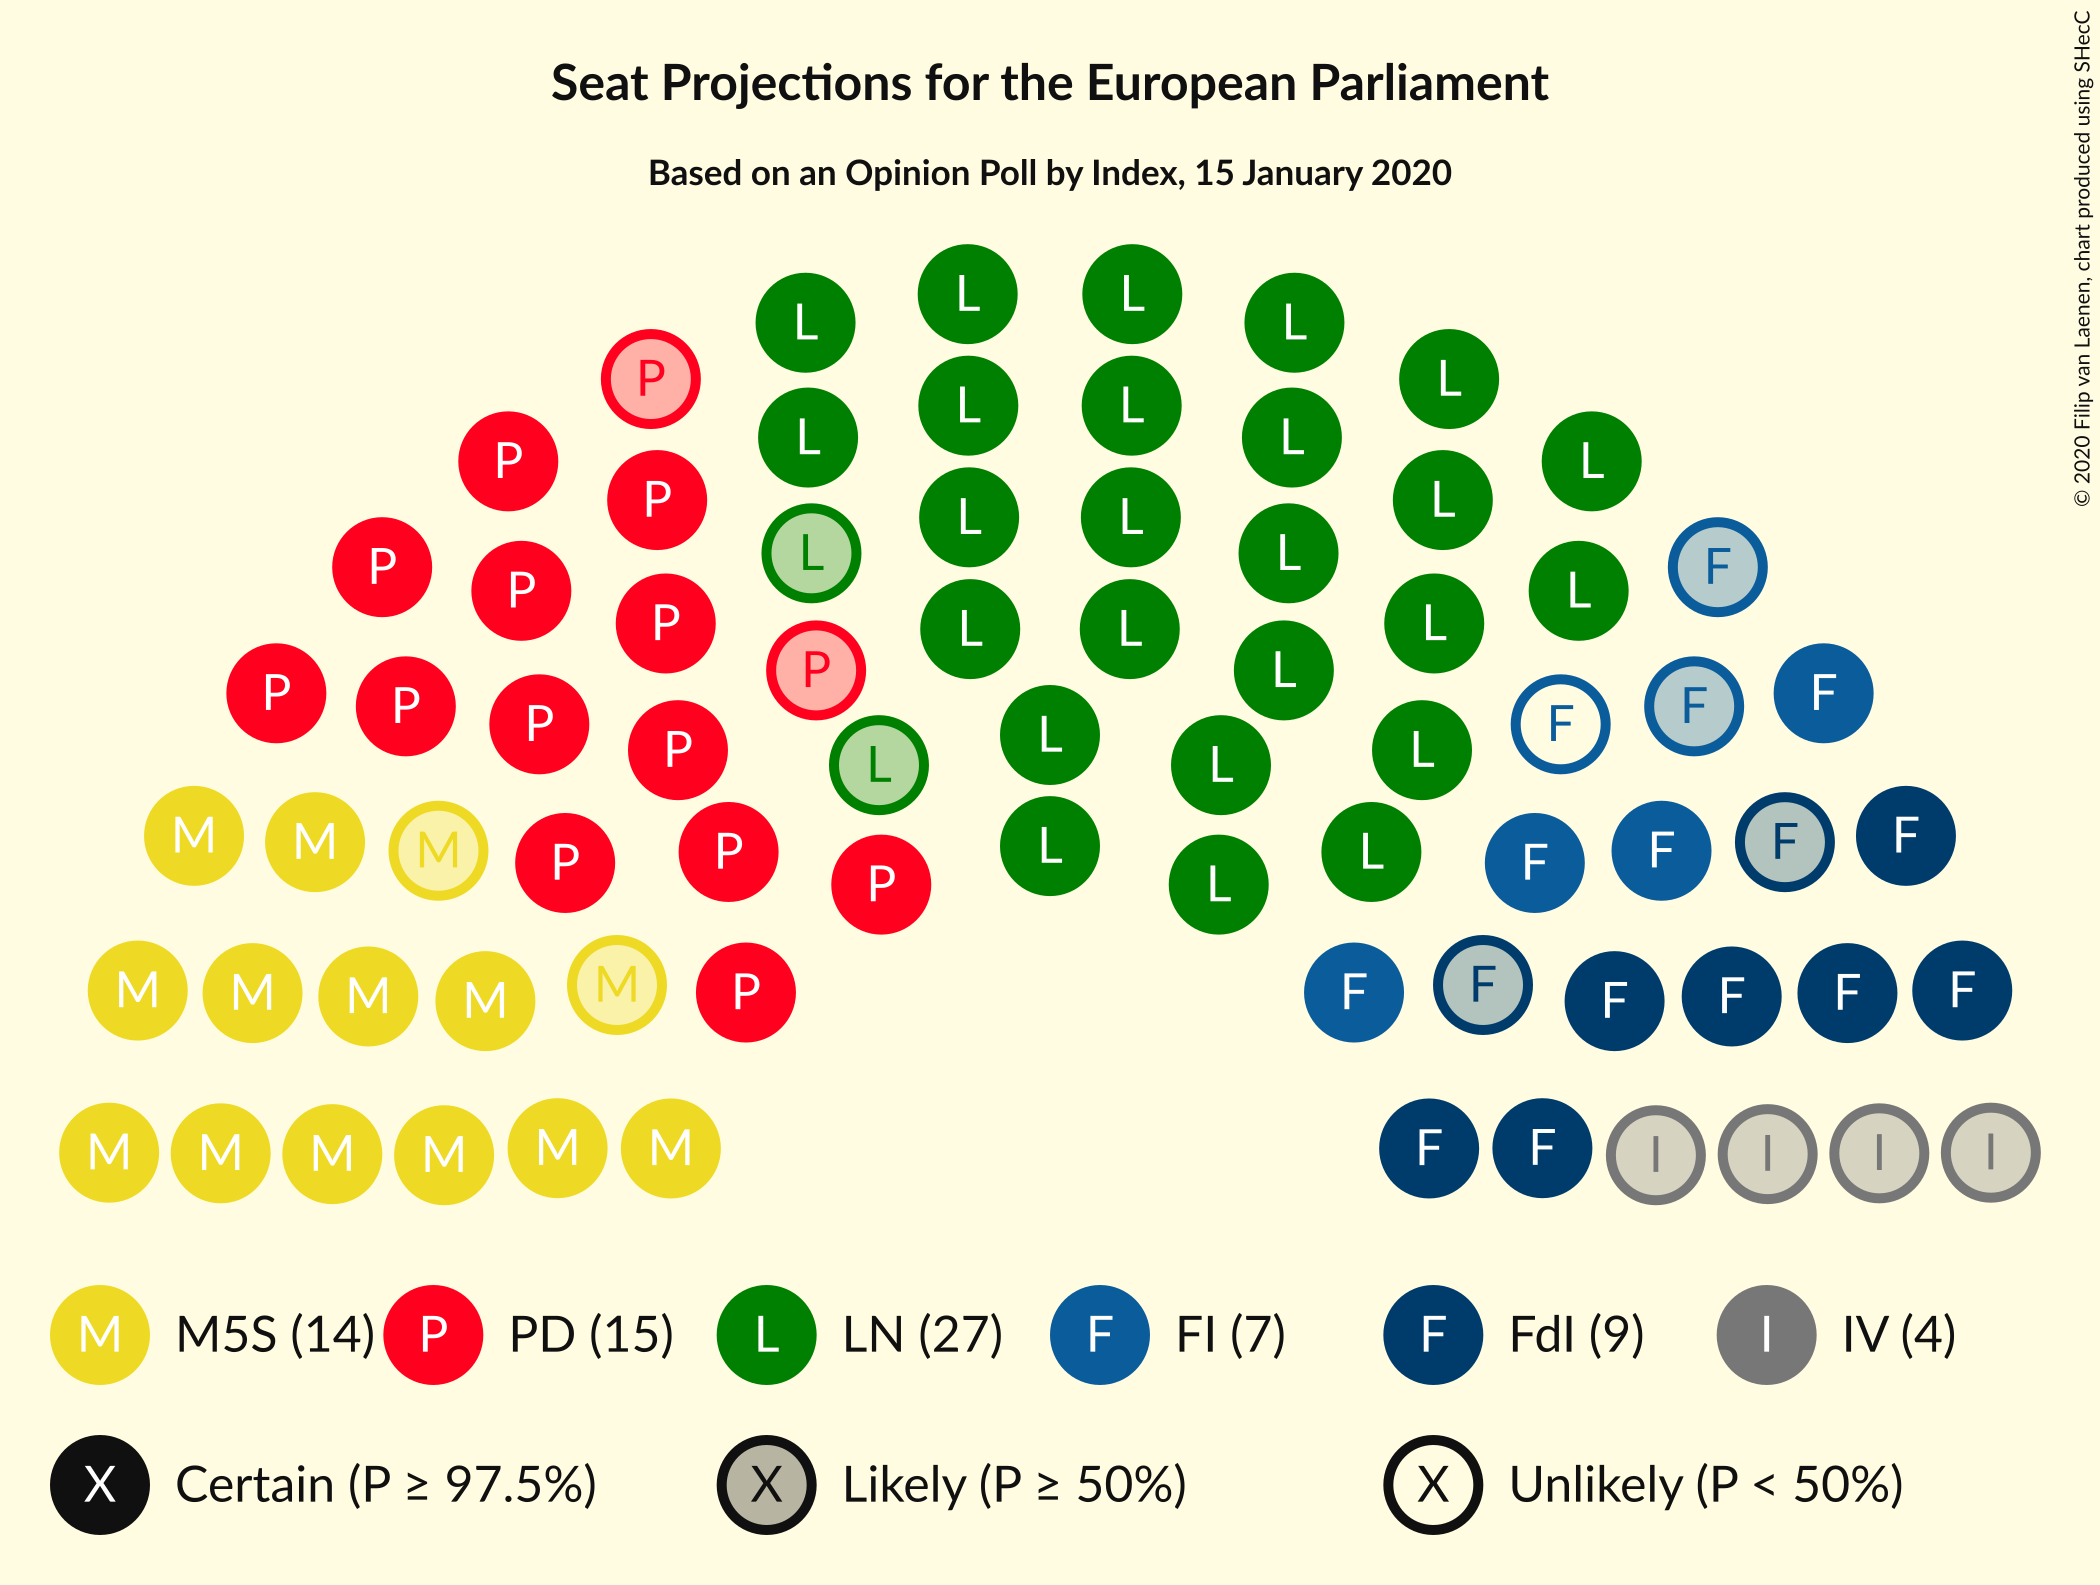 Seat Projections for the European Parliament
Based on an Opinion Poll by Index, 15 January 2020
© 2020 Filip van Laenen, chart produced using SHecC
L L
L L
P L
L L
L L
P L
P P L
L L
L L L
P F
P L
P L L
L L
P L
P F
P P F
P P F
P L
L L
M F
M M F
M P P L F F
P L
M M F F
M M P F F F
M M F F
M M M M M M F F I I I I
M M5S (14) P PD (15) L LN (27) F FI (7) F FdI (9) I IV (4)
X Certain (P ≥ 97.5%) X Likely (P ≥ 50%) X Unlikely (P < 50%)